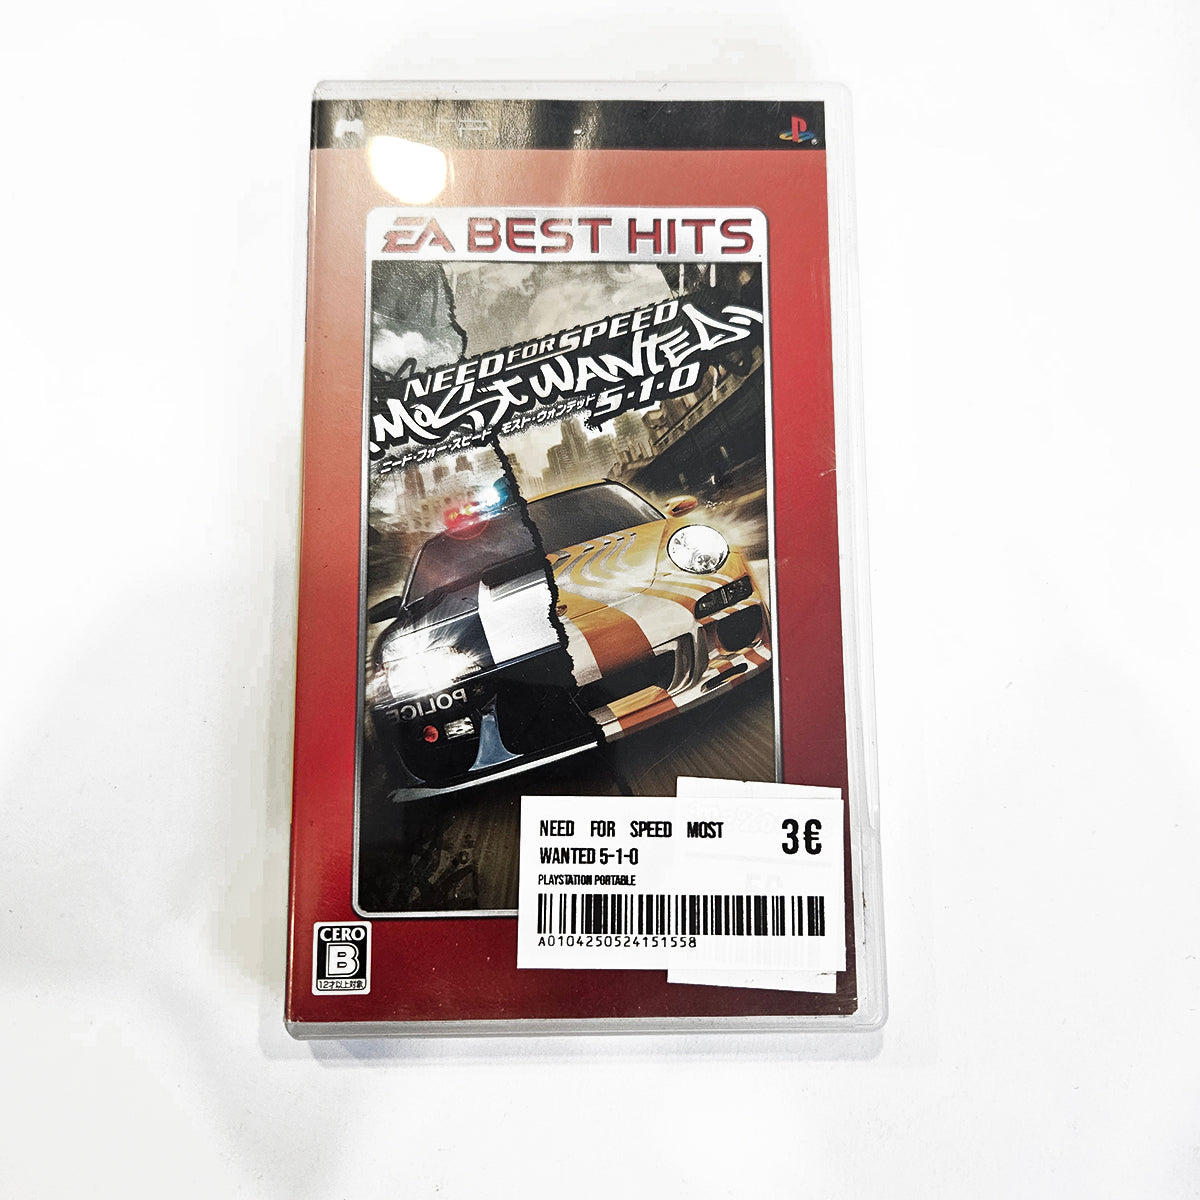 PSP
EA BEST HITS
NEED FOR SPEED
MOST WANTED
5-1-0
ニード・フォー・スピード モスト・ウォンテッド
POLICE
NEED FOR SPEED MOST
WANTED 5-1-0
3€
PLAYSTATION PORTABLE
A0104250524151558
CERO
B
12才以上対象